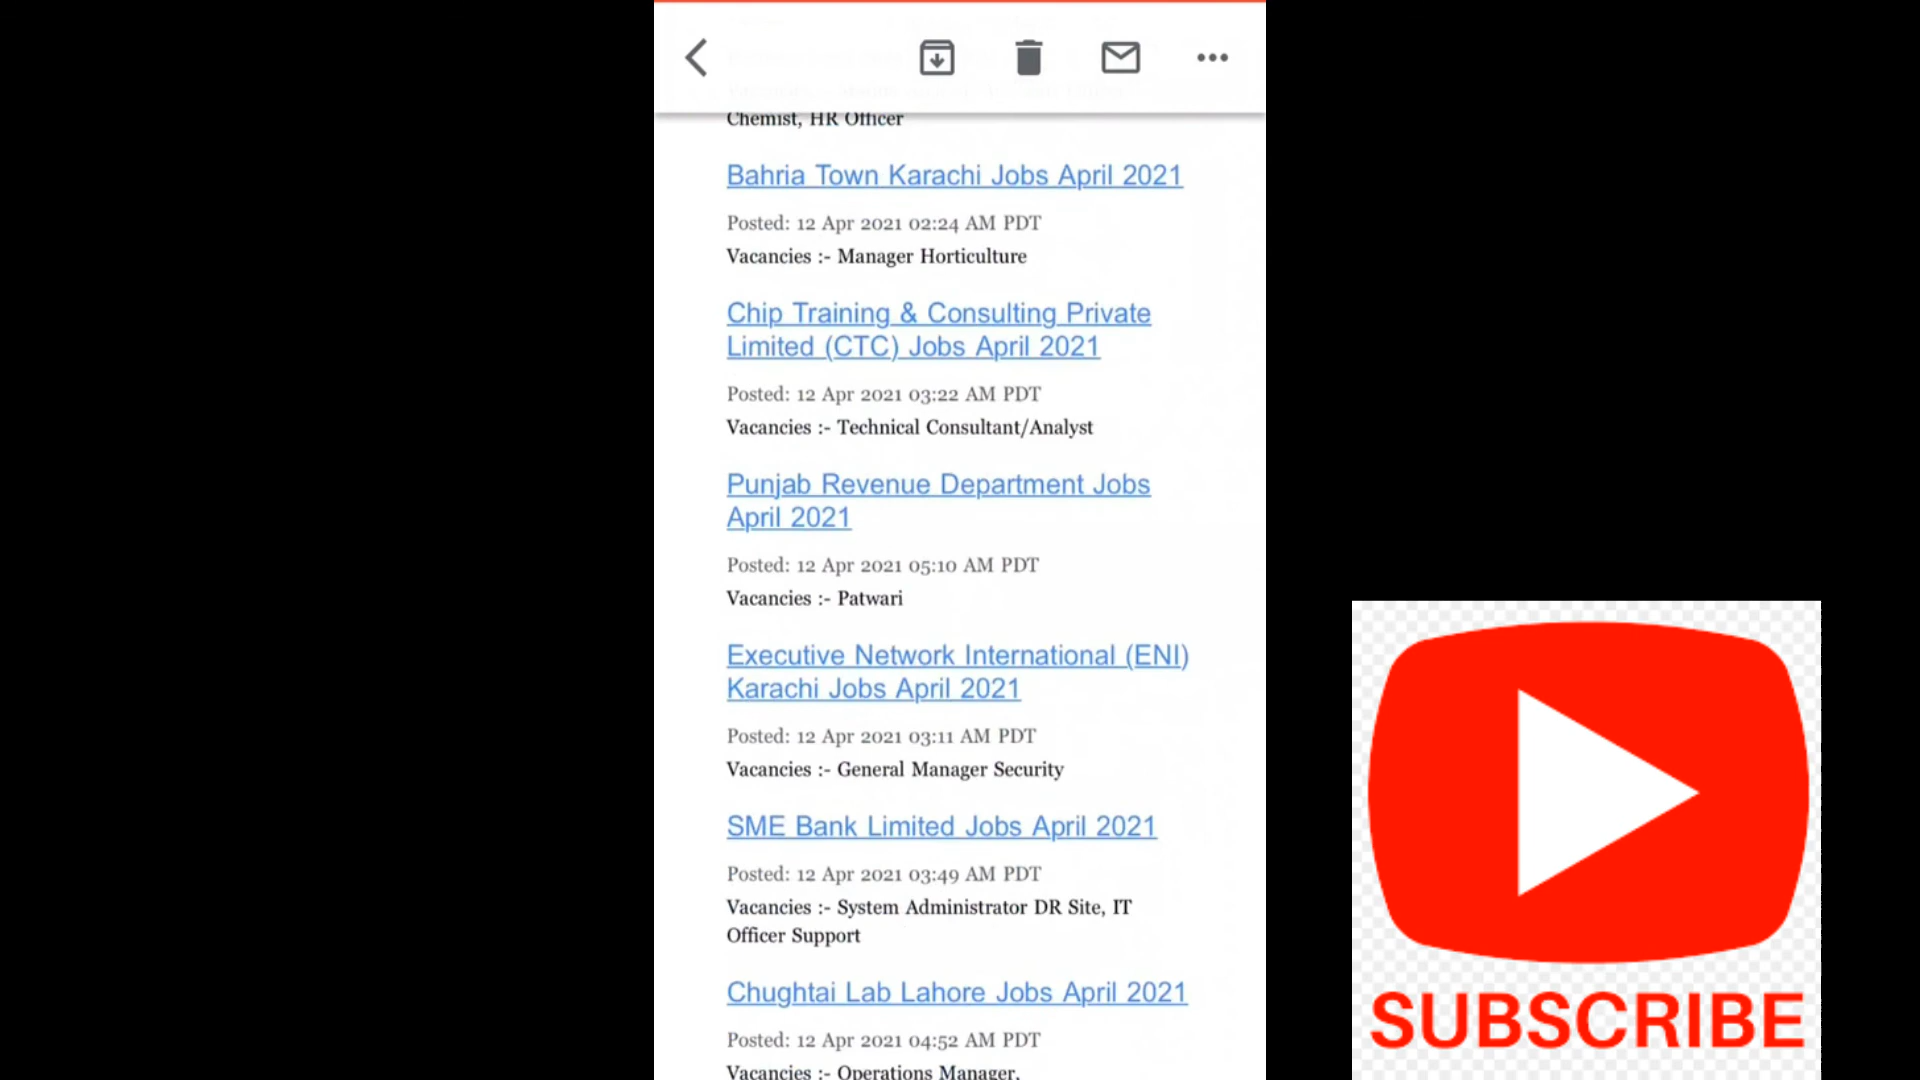 Chemist, HR Officer
Bahria Town Karachi Jobs April 2021
Posted: 12 Apr 2021 02:24 AM PDT
Vacancies :- Manager Horticulture
Chip Training & Consulting Private
Limited (CTC) Jobs April 2021
Posted: 12 Apr 2021 03:22 AM PDT
Vacancies :- Technical Consultant/Analyst
Punjab Revenue Department Jobs
April 2021
Posted: 12 Apr 2021 05:10 AM PDT
Vacancies :- Patwari
Executive Network International (ENI)
Karachi Jobs April 2021
Posted: 12 Apr 2021 03:11 AM PDT
Vacancies :- General Manager Security
SME Bank Limited Jobs April 2021
Posted: 12 Apr 2021 03:49 AM PDT
Vacancies :- System Administrator DR Site, IT
Officer Support
Chughtai Lab Lahore Jobs April 2021
Posted: 12 Apr 2021 04:52 AM PDT
Vacancies :- Operations Manager,
SUBSCRIBE